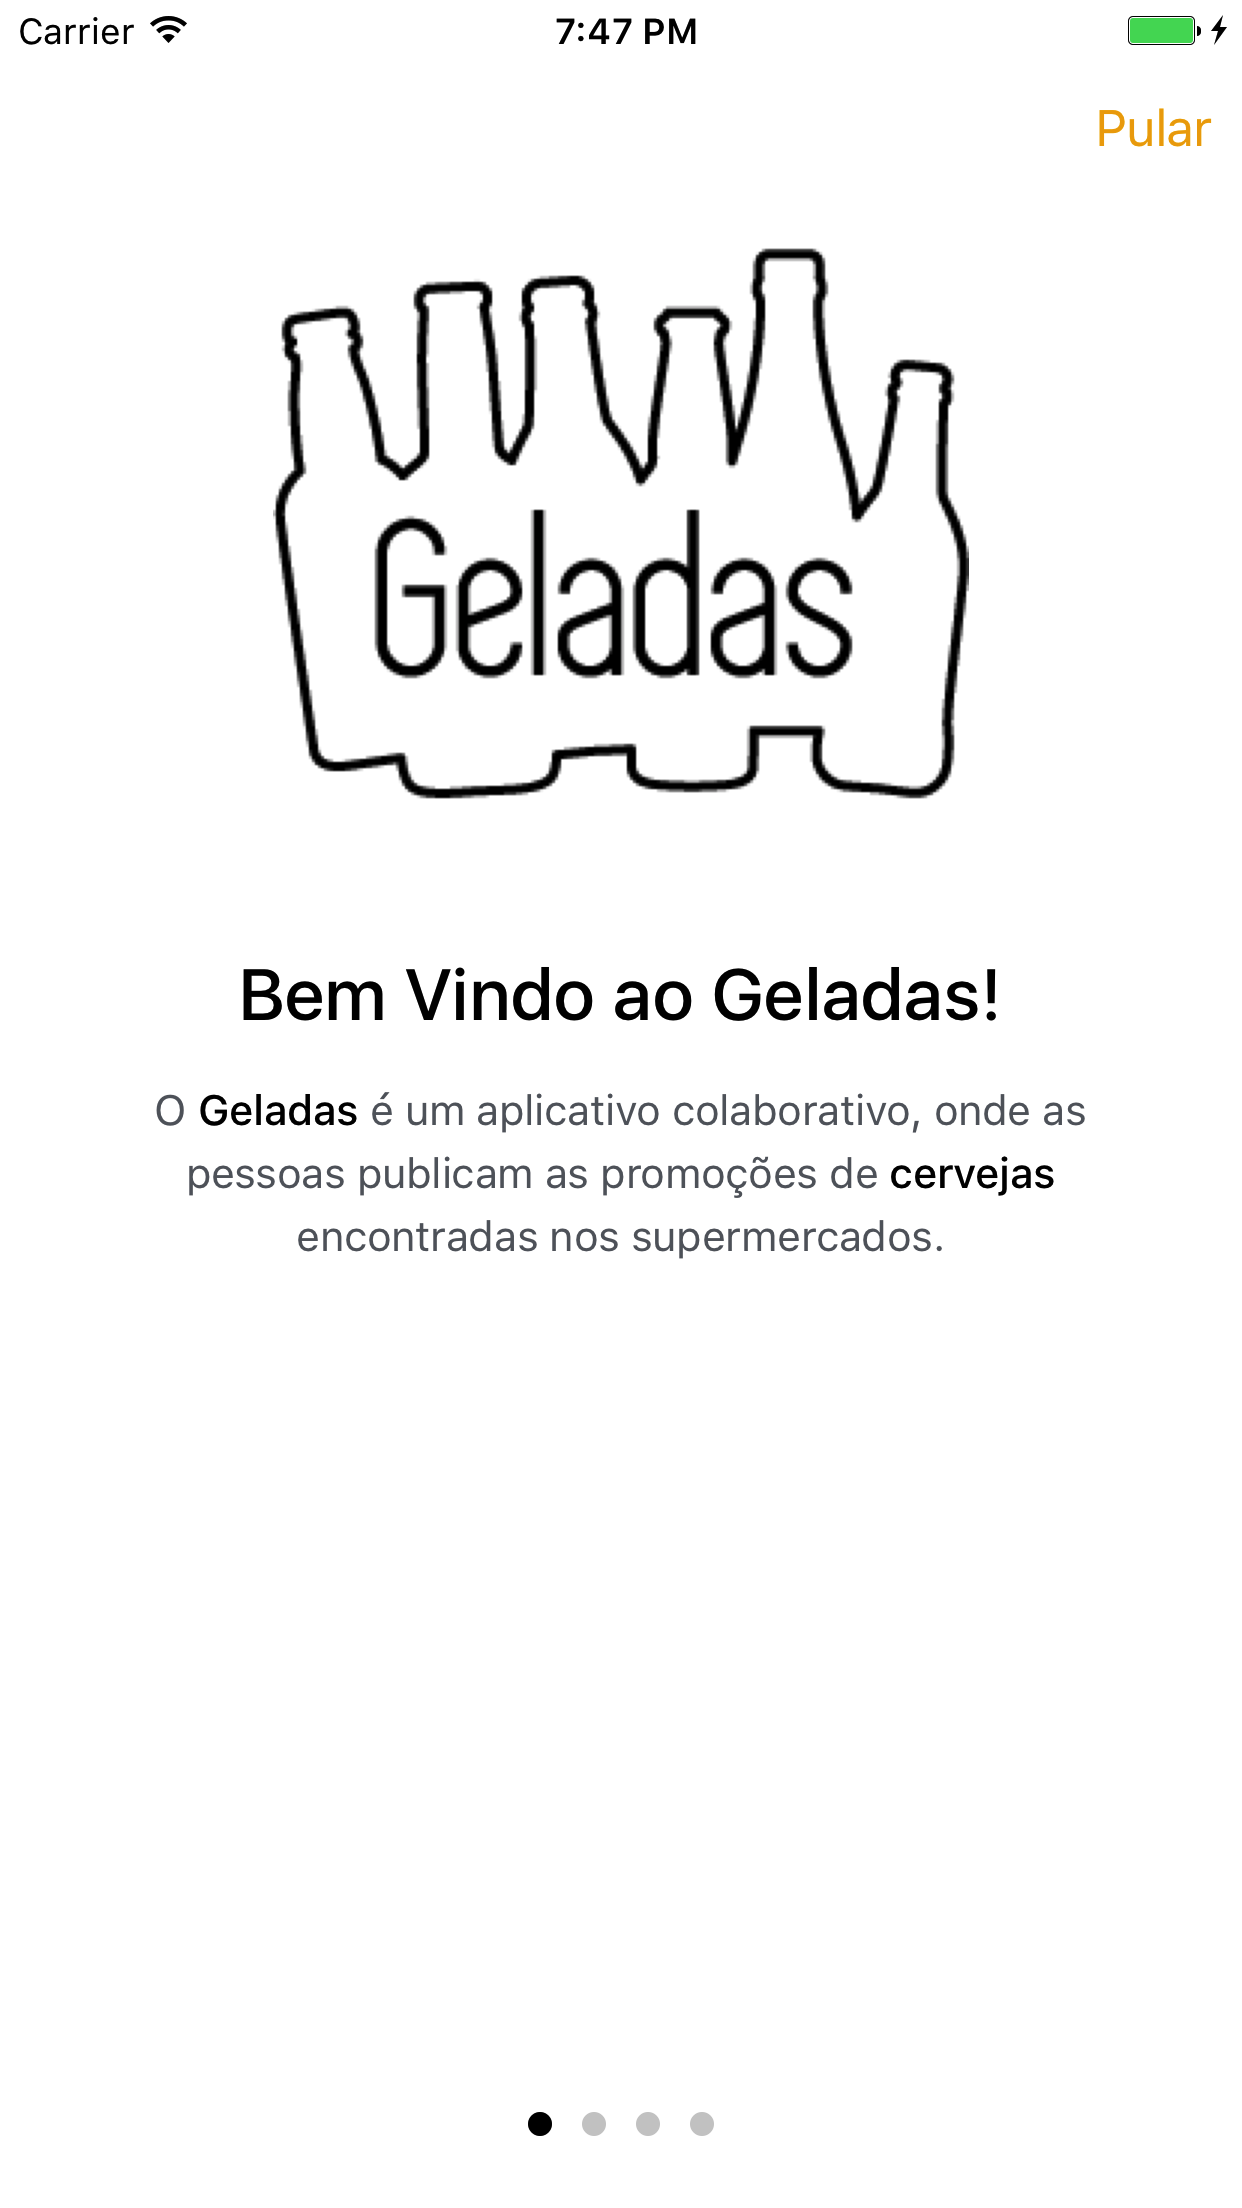 Carrier 7:47 PM
Pular
Geladas
Bem Vindo ao Geladas!
O Geladas é um aplicativo colaborativo, onde as
pessoas publicam as promoções de cervejas
encontradas nos supermercados.